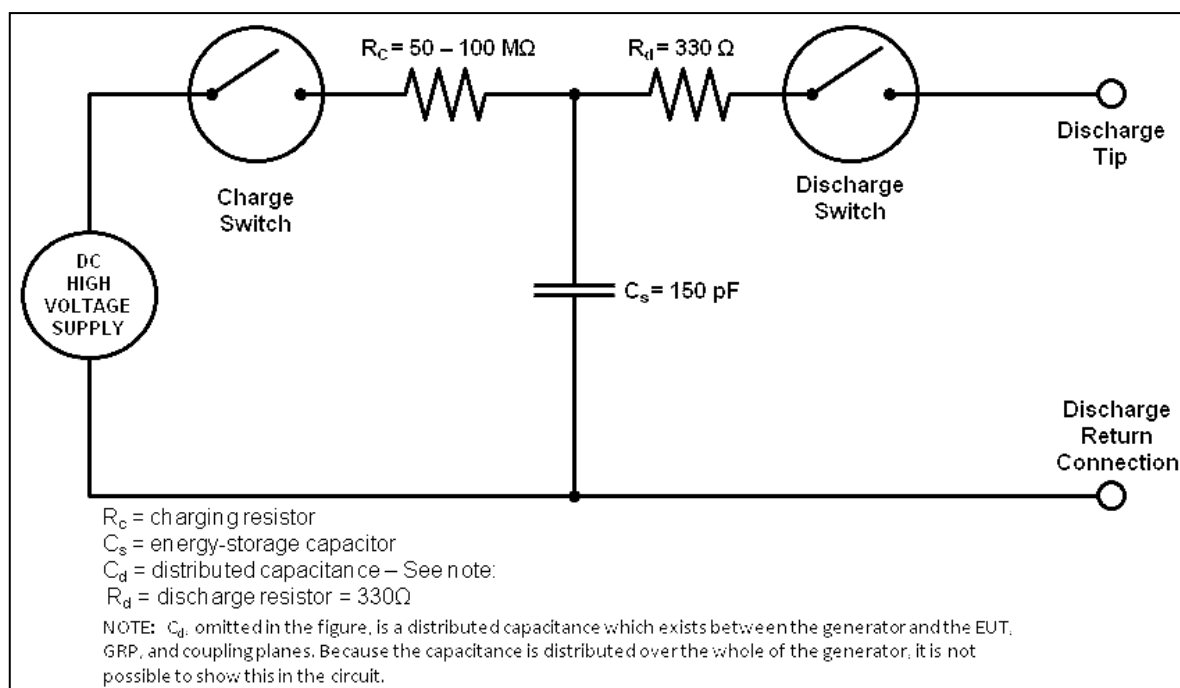 R_C = 50 – 100 MΩ
R_d = 330 Ω
Charge
Switch
Discharge
Switch
Discharge
Tip
DC
HIGH
VOLTAGE
SUPPLY
C_s = 150 pF
Discharge
Return
Connection
R_c = charging resistor
C_s = energy-storage capacitor
C_d = distributed capacitance – See note:
R_d = discharge resistor = 330Ω
NOTE: C_d, omitted in the figure, is a distributed capacitance which exists between the generator and the EUT,
GRP, and coupling planes. Because the capacitance is distributed over the whole of the generator, it is not
possible to show this in the circuit.